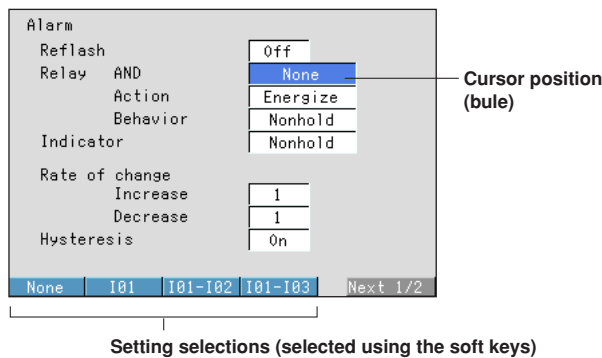 Alarm
Reflash Off
Relay AND None
Action Energize
Behavior Nonhold
Indicator Nonhold
Rate of change
Increase 1
Decrease 1
Hysteresis On
None I01 I01-I02 I01-I03 Next 1/2
Cursor position
(bule)
Setting selections (selected using the soft keys)